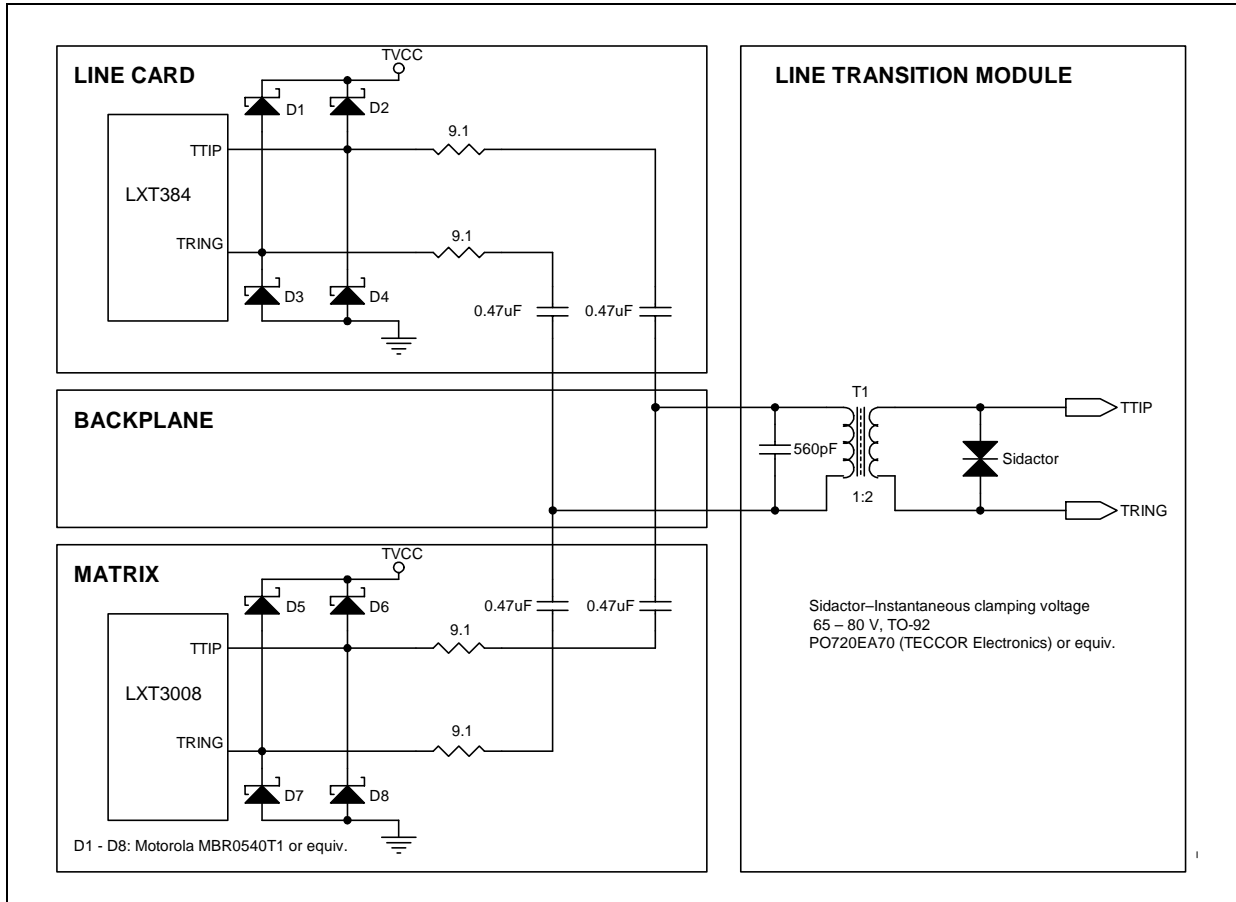 LINE CARD
TVCC
D1
D2
9.1
TTIP
LXT384
TRING
9.1
D3
D4
0.47uF
0.47uF
BACKPLANE
MATRIX
TVCC
D5
D6
0.47uF
0.47uF
9.1
TTIP
LXT3008
9.1
TRING
D7
D8
D1 - D8: Motorola MBR0540T1 or equiv.
LINE TRANSITION MODULE
T1
560pF
1:2
TTIP
Sidactor
TRING
Sidactor–Instantaneous clamping voltage
65 – 80 V, TO-92
PO720EA70 (TECCOR Electronics) or equiv.